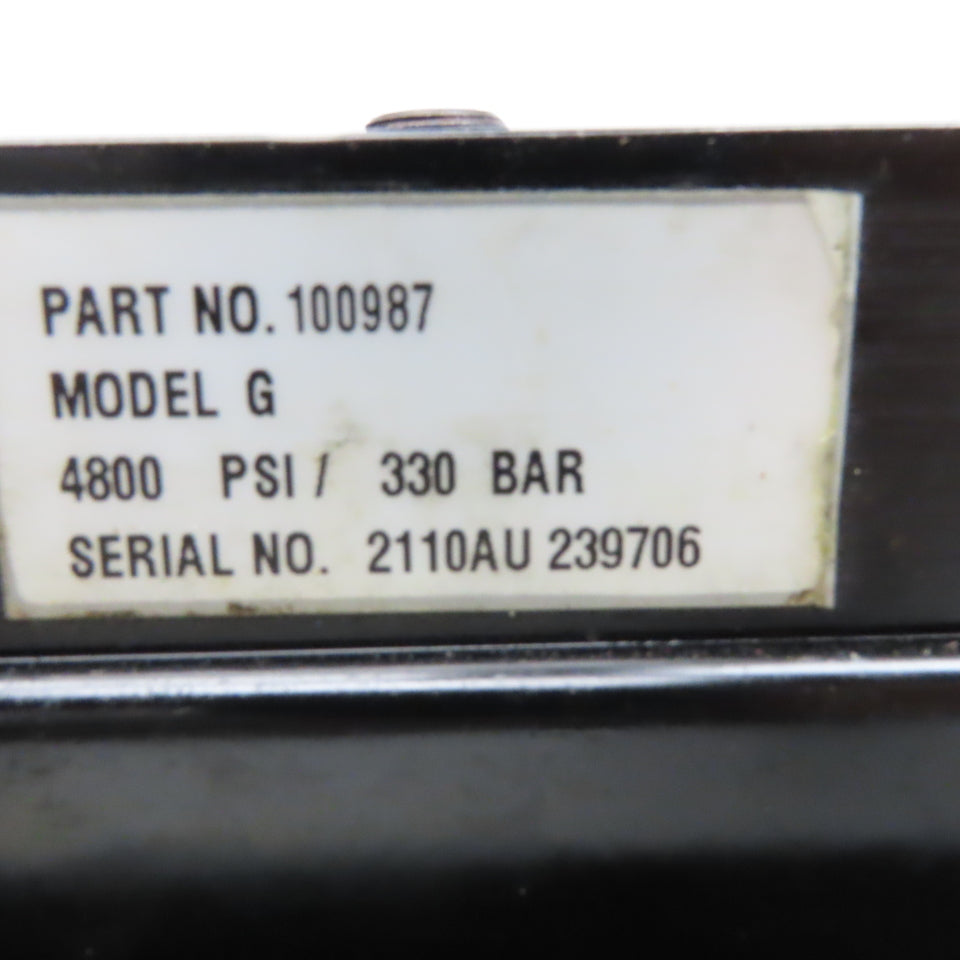 PART NO. 100987
MODEL G
4800 PSI / 330 BAR
SERIAL NO. 2110AU 239706